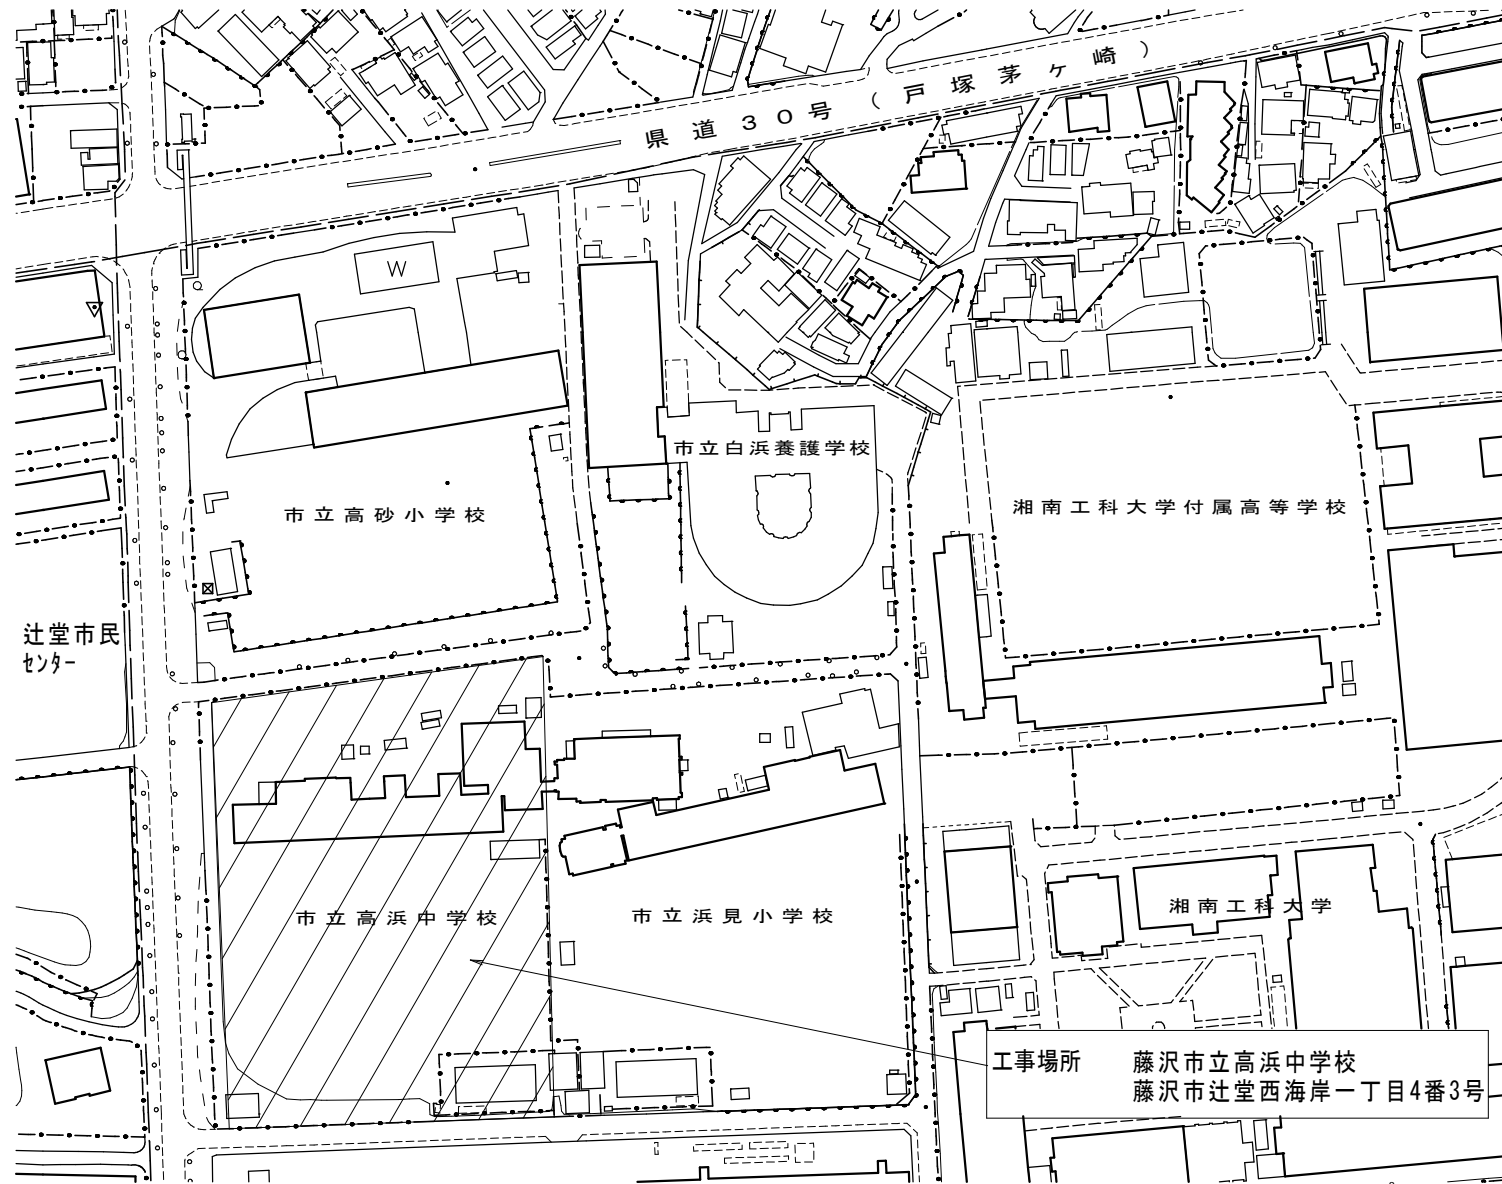 県道30号(戸塚茅ヶ崎)
W
市立白浜養護学校
市立高砂小学校
湘南工科大学付属高等学校
辻堂市民
センター
市立高浜中学校
市立浜見小学校
湘南工科大学
工事場所 藤沢市立高浜中学校
藤沢市辻堂西海岸一丁目4番3号